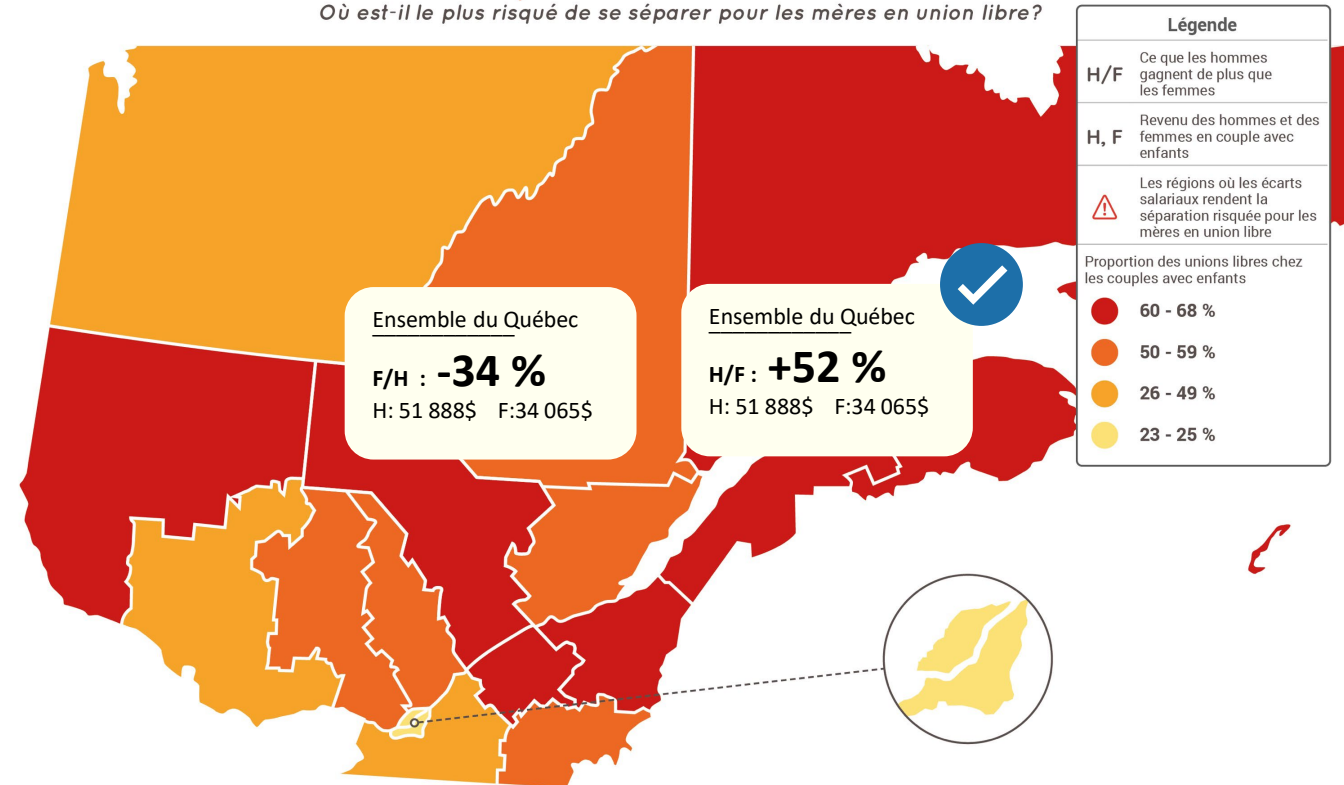 Où est-il le plus risqué de se séparer pour les mères en union libre?
Légende
H/F Ce que les hommes
gagnent de plus que
les femmes
H, F Revenu des hommes et des
femmes en couple avec
enfants
Les régions où les écarts
salariaux rendent la
séparation risquée pour les
mères en union libre
Proportion des unions libres chez
les couples avec enfants
60 - 68 %
50 - 59 %
26 - 49 %
23 - 25 %
Ensemble du Québec
F/H : -34 %
H: 51 888$ F:34 065$
Ensemble du Québec
H/F : +52 %
H: 51 888$ F:34 065$